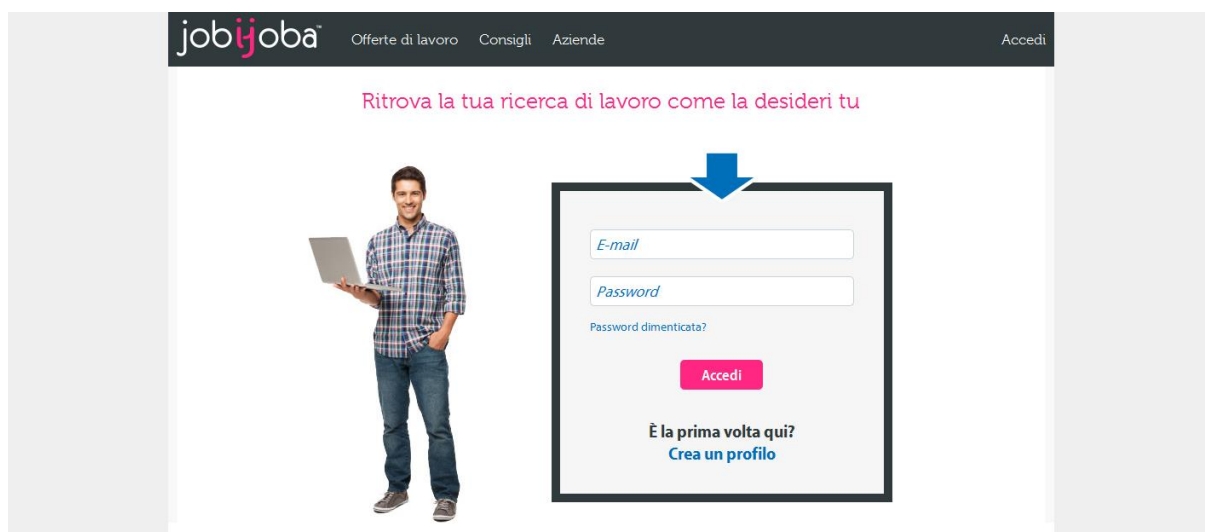 jobijoba™ Offerte di lavoro Consigli Aziende Accedi
Ritrova la tua ricerca di lavoro come la desideri tu
E-mail
Password
Password dimenticata?
Accedi
È la prima volta qui?
Crea un profilo